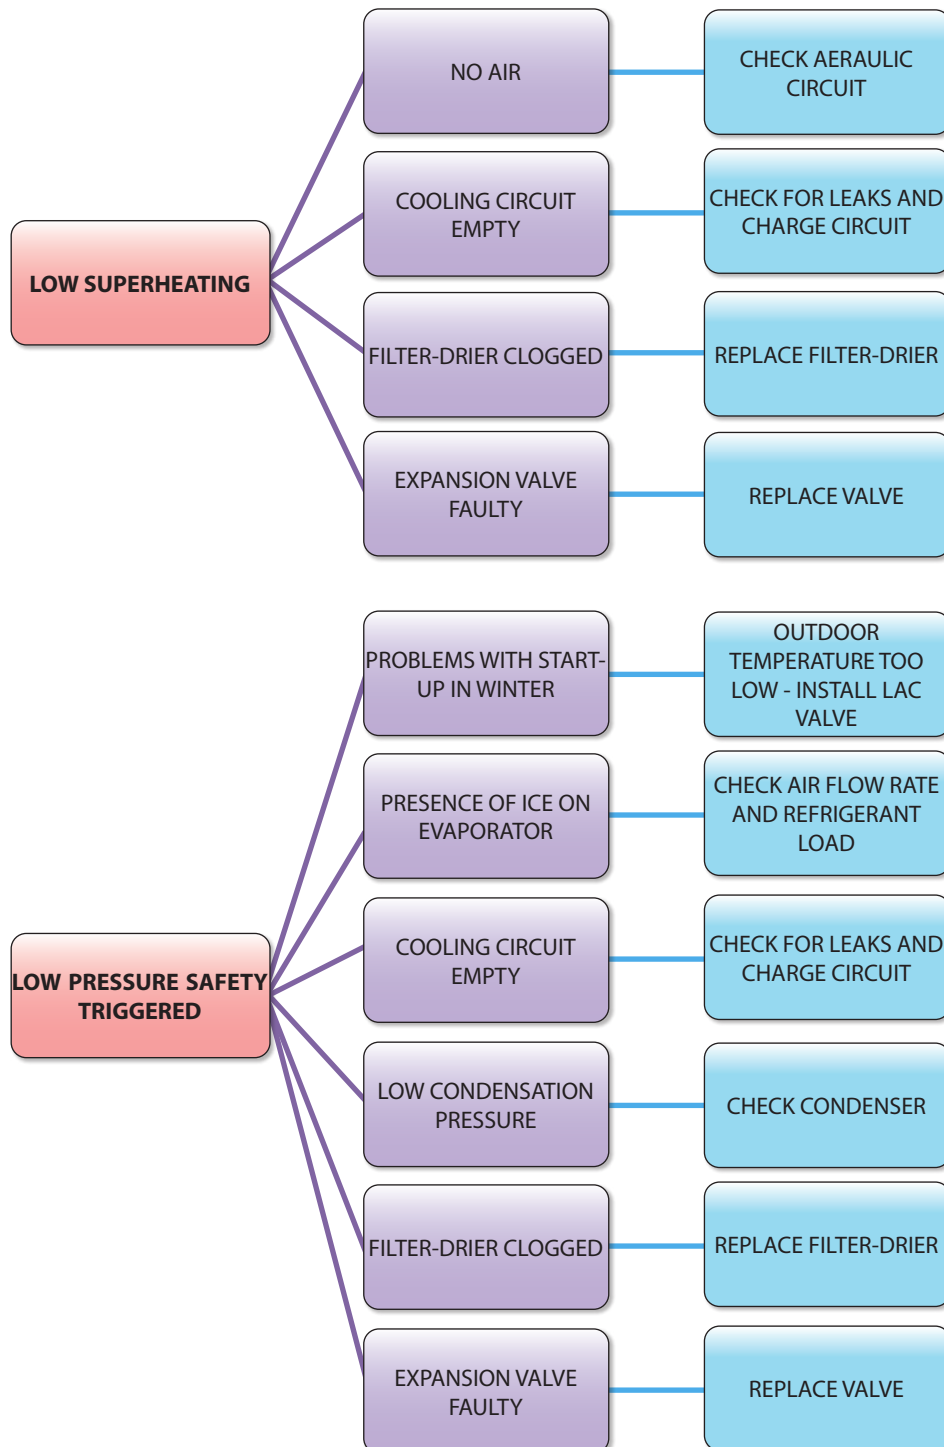 NO AIR
CHECK AERAULIC
CIRCUIT
COOLING CIRCUIT
EMPTY
CHECK FOR LEAKS AND
CHARGE CIRCUIT
LOW SUPERHEATING
FILTER-DRIER CLOGGED
REPLACE FILTER-DRIER
EXPANSION VALVE
FAULTY
REPLACE VALVE
PROBLEMS WITH START-
UP IN WINTER
OUTDOOR
TEMPERATURE TOO
LOW - INSTALL LAC
VALVE
PRESENCE OF ICE ON
EVAPORATOR
CHECK AIR FLOW RATE
AND REFRIGERANT
LOAD
COOLING CIRCUIT
EMPTY
CHECK FOR LEAKS AND
CHARGE CIRCUIT
LOW PRESSURE SAFETY
TRIGGERED
LOW CONDENSATION
PRESSURE
CHECK CONDENSER
FILTER-DRIER CLOGGED
REPLACE FILTER-DRIER
EXPANSION VALVE
FAULTY
REPLACE VALVE